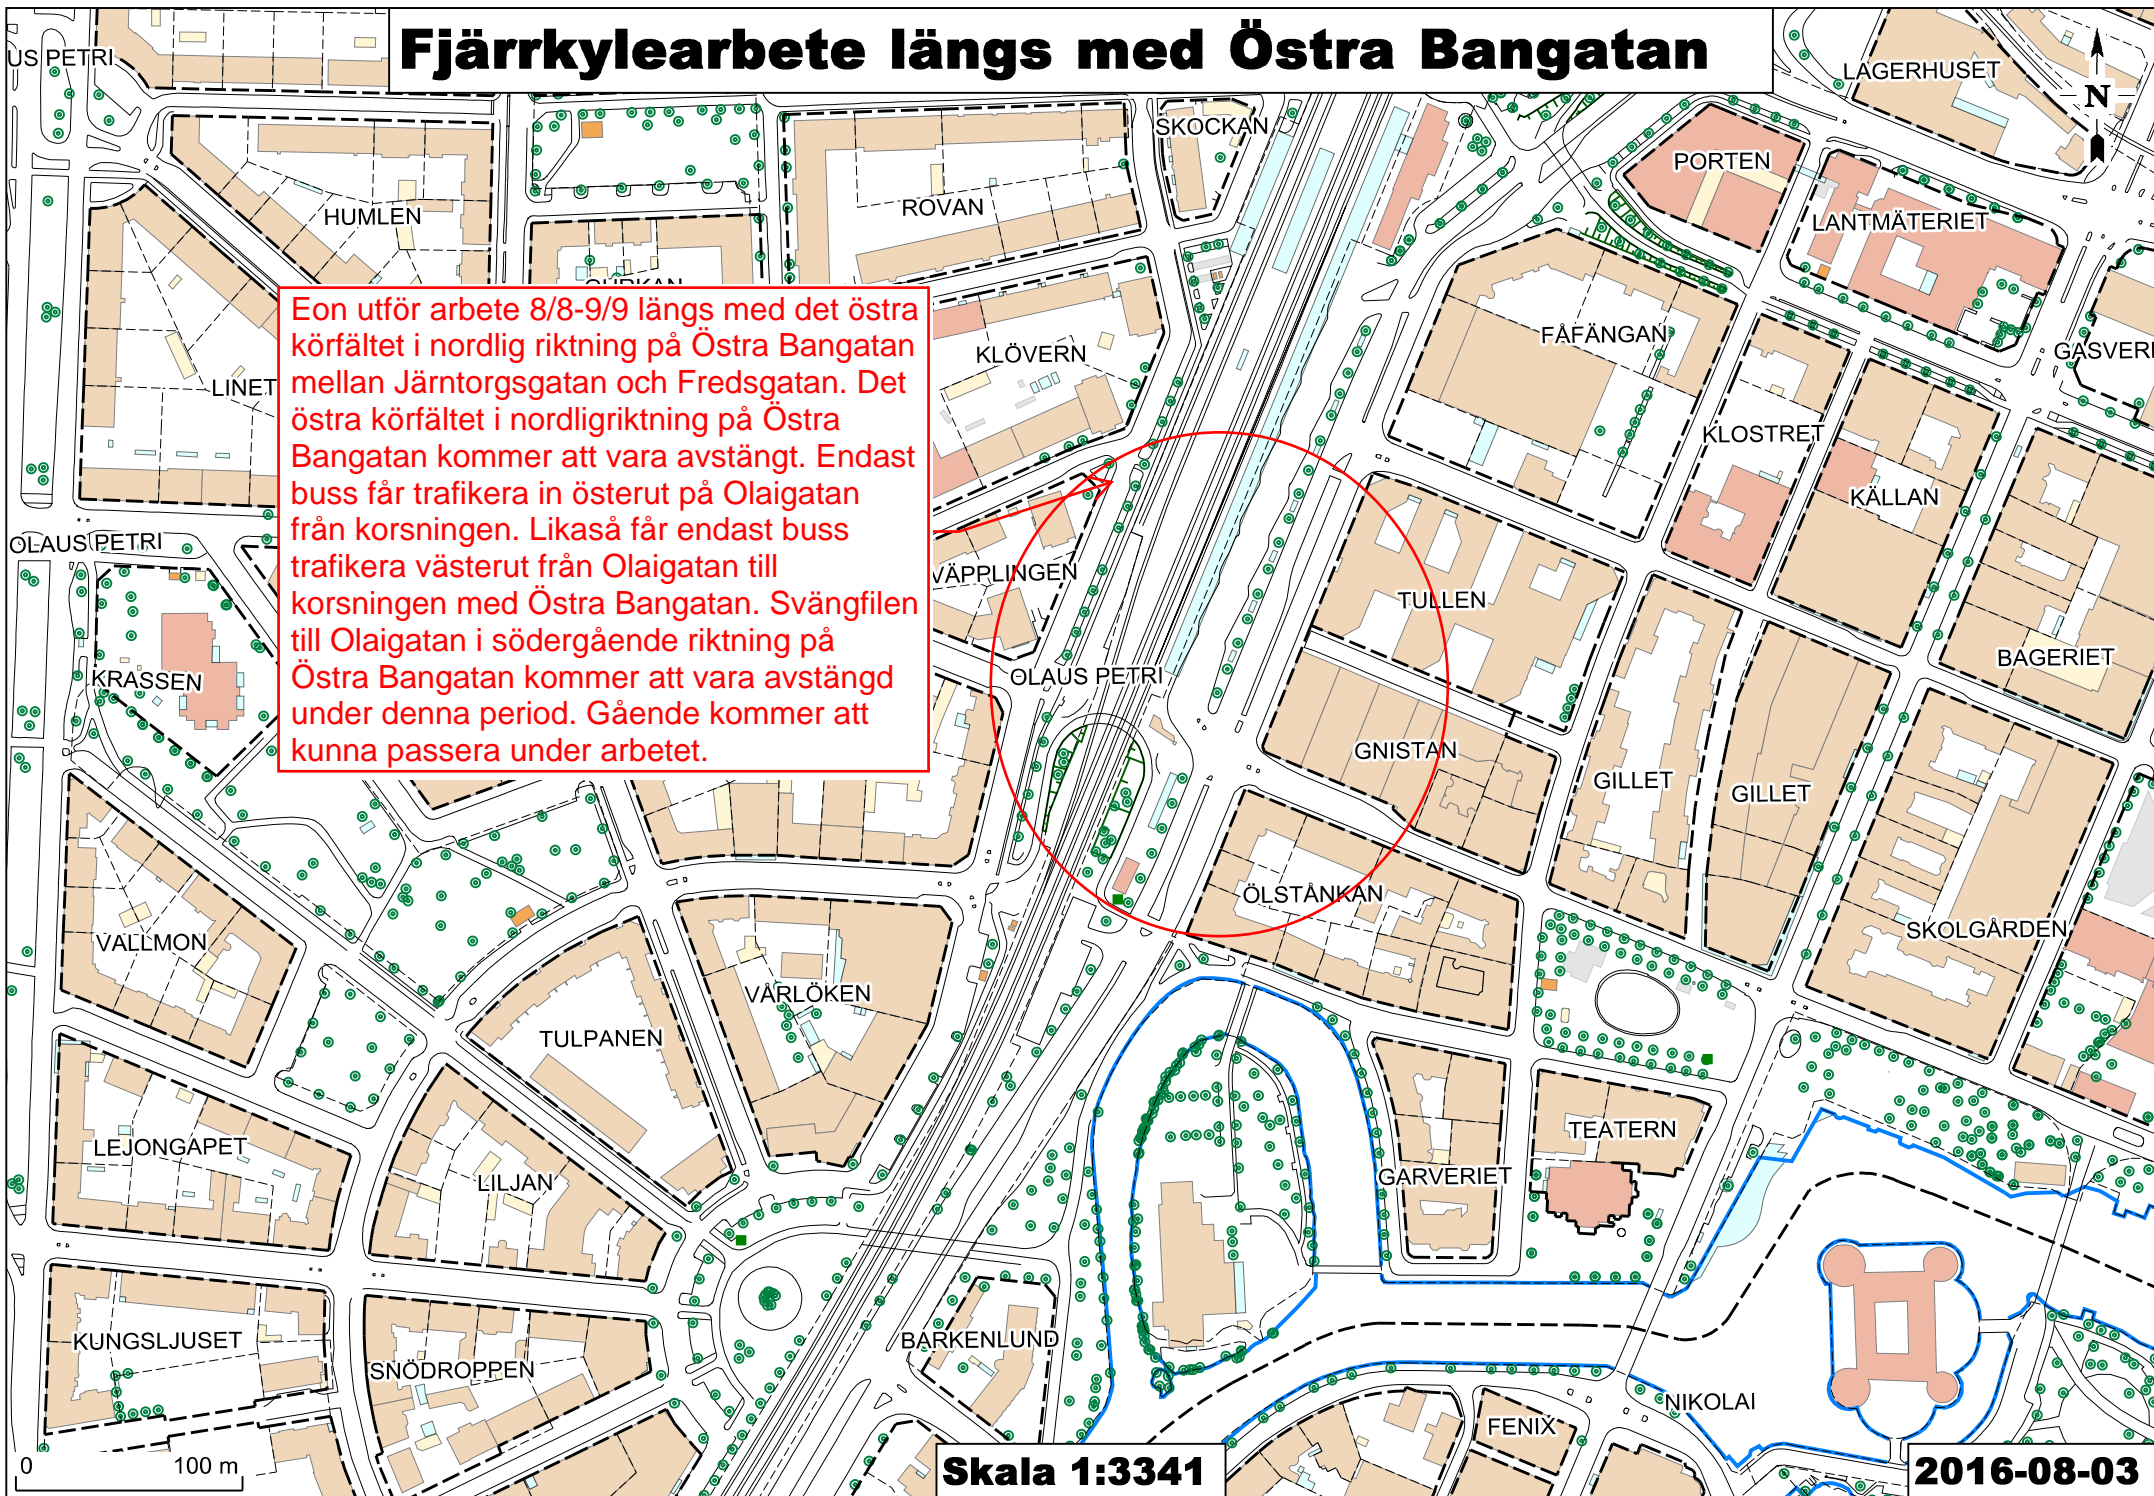 Fjärrkylearbete längs med Östra Bangatan
US PETRI
LAGERHUSET
N
SKOCKAN
PORTEN
HUMLEN
ROVAN
LANTMÄTERIET
Eon utför arbete 8/8-9/9 längs med det östra
körfältet i nordlig riktning på Östra Bangatan
mellan Järntorgsgatan och Fredsgatan. Det
östra körfältet i nordligriktning på Östra
Bangatan kommer att vara avstängt. Endast
buss får trafikera in österut på Olaigatan
från korsningen. Likaså får endast buss
trafikera västerut från Olaigatan till
korsningen med Östra Bangatan. Svängfilen
till Olaigatan i södergående riktning på
Östra Bangatan kommer att vara avstängd
under denna period. Gående kommer att
kunna passera under arbetet.
FÅFÄNGAN
KLÖVERN
GASVER
LINET
KLOSTRET
KÄLLAN
OLAUS PETRI
VÄPPLINGEN
TULLEN
BAGERIET
KRASSEN
OLAUS PETRI
GNISTAN
GILLET
GILLET
ÖLSTÅNKAN
SKOLGÅRDEN
VALLMON
VÅRLÖKEN
TULPANEN
TEATERN
LEJONGAPET
LILJAN
GARVERIET
KUNGSLJUSET
BARKENLUND
SNÖDROPPEN
NIKOLAI
FENIX
0 100 m
Skala 1:3341
2016-08-03